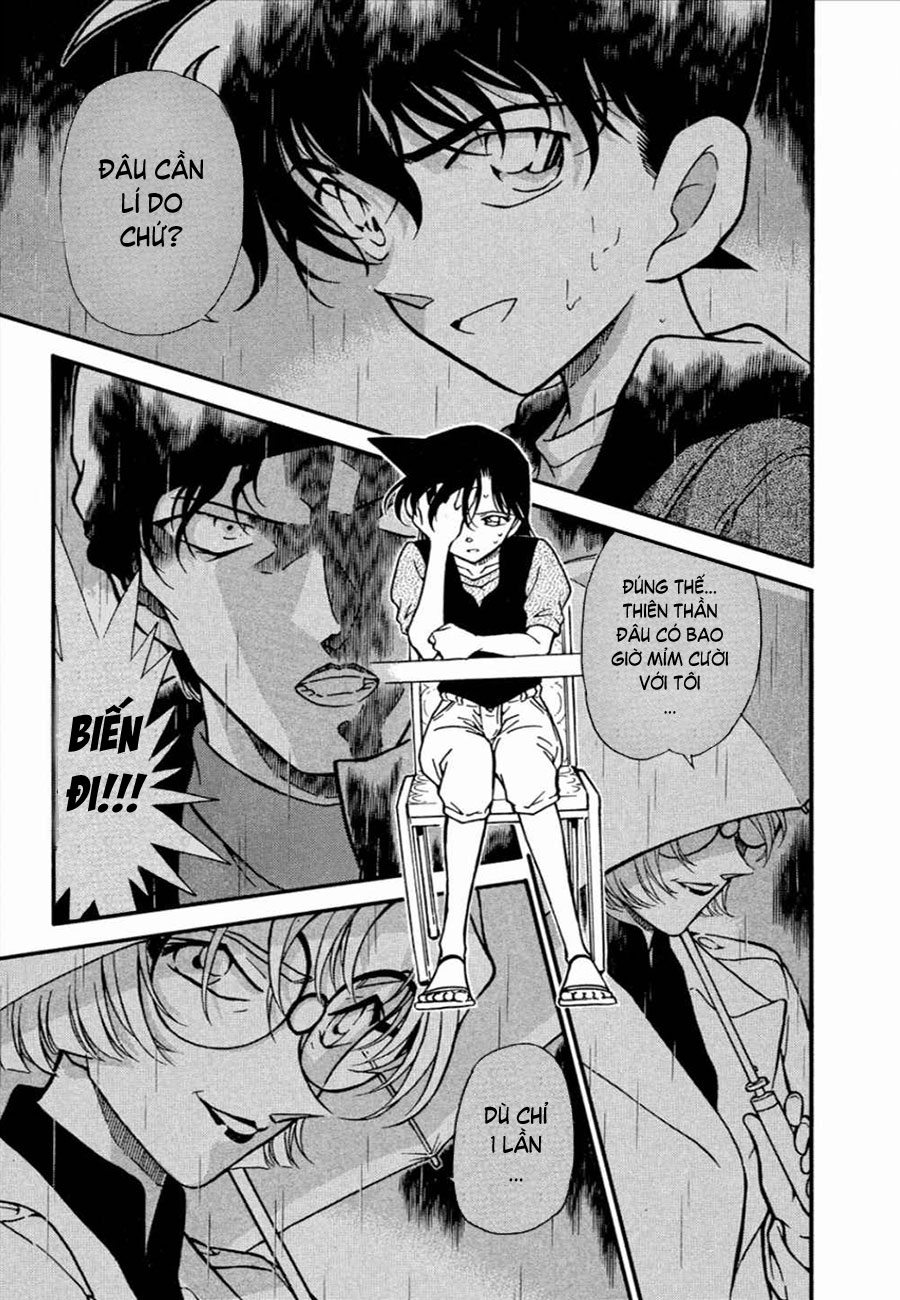 ĐÂU CẦN
LÍ DO
CHỨ?
ĐÚNG THẾ...
THIÊN THẦN
ĐÂU CÓ BAO
GIỜ MỈM CƯỜI
VỚI TÔI
...
BIẾN
ĐI!!!
DÙ CHỈ
1 LẦN
...